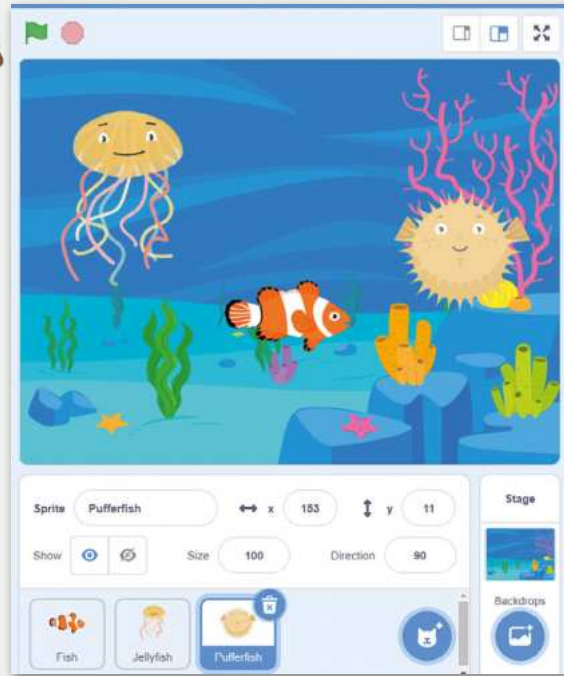 Sprite Pufferfish x 153 y 11 Stage
Show Size 100 Direction 90
Backdrops
Fish Jellyfish Pufferfish